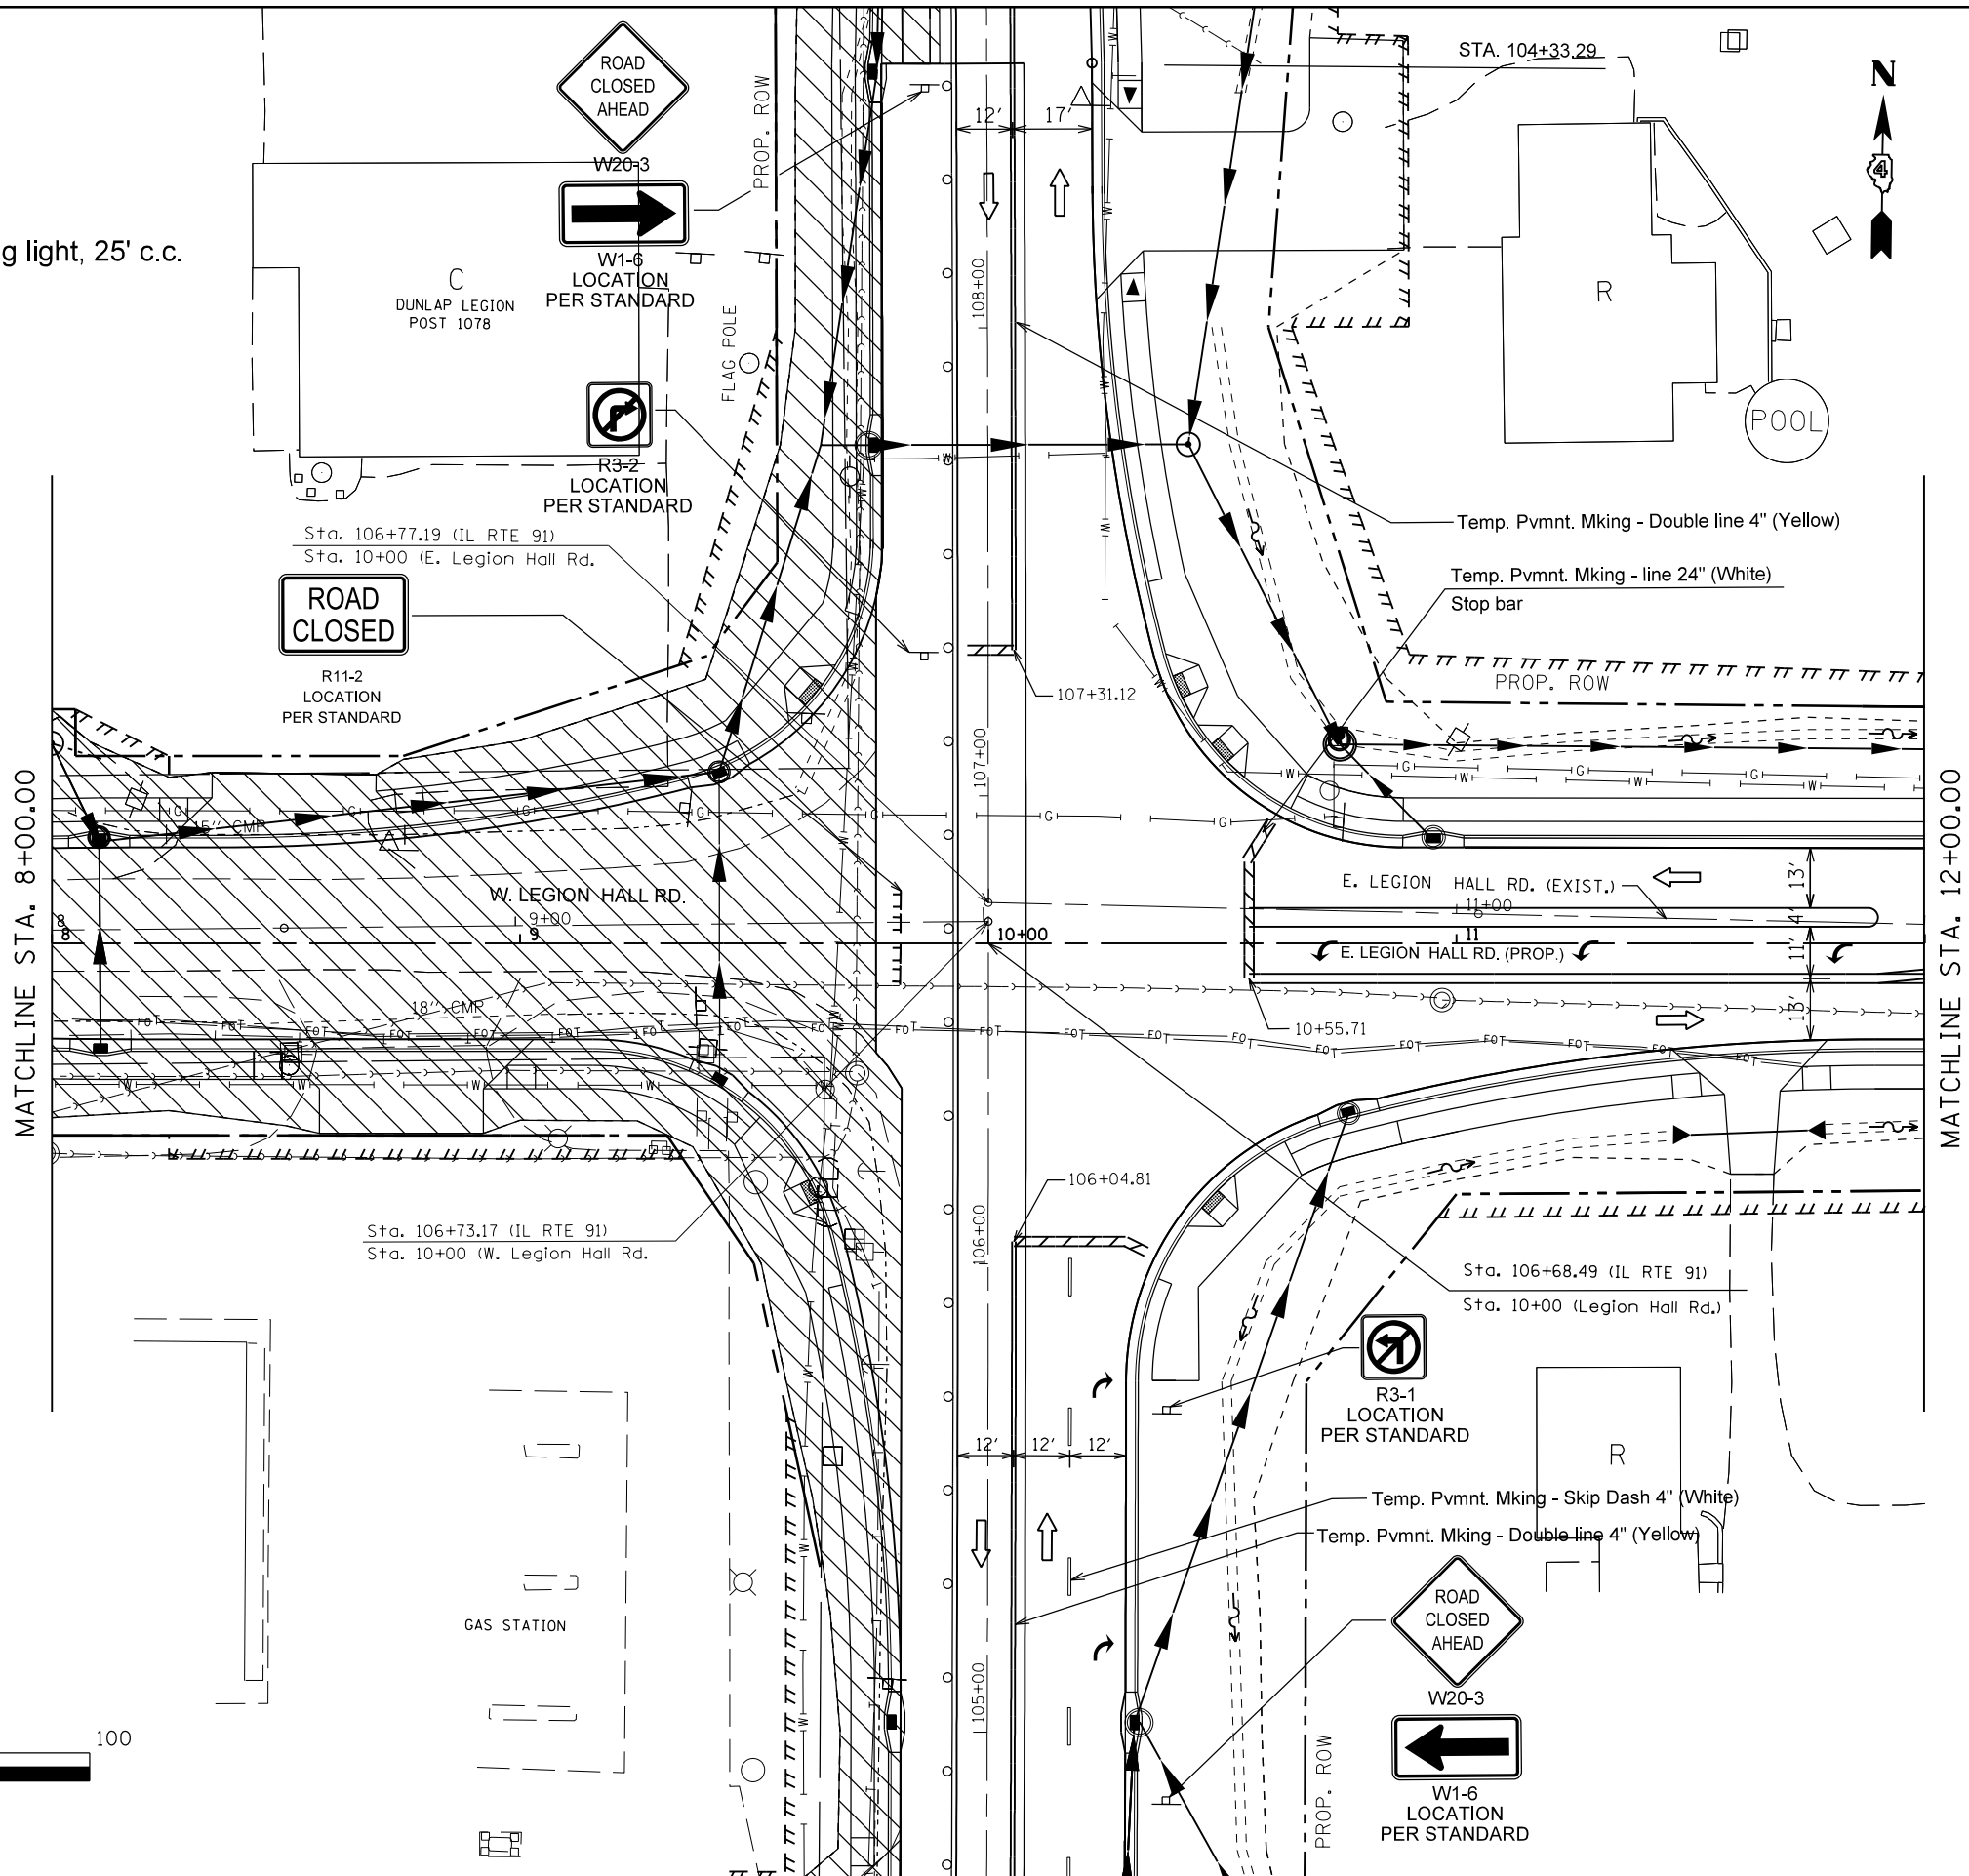 STA. 104+33.29
N
4
ROAD
CLOSED
AHEAD
W20-3
W1-6
LOCATION
PER STANDARD
PROP. ROW
12'
17'
g light, 25' c.c.
C
DUNLAP LEGION
POST 1078
FLAG POLE
108+00
R
POOL
R3-2
LOCATION
PER STANDARD
Sta. 106+77.19 (IL RTE 91)
Sta. 10+00 (E. Legion Hall Rd.
Temp. Pvmnt. Mking - Double line 4" (Yellow)
Temp. Pvmnt. Mking - line 24" (White)
Stop bar
ROAD
CLOSED
R11-2
LOCATION
PER STANDARD
107+31.12
PROP. ROW
107+00
MATCHLINE STA. 8+00.00
MATCHLINE STA. 12+00.00
15" CMP
W. LEGION HALL RD.
9+00
9
8
8
10+00
E. LEGION HALL RD. (EXIST.)
11+00
11
E. LEGION HALL RD. (PROP.)
13'
4'
11'
13'
18" CMP
10+55.71
106+04.81
106+00
Sta. 106+73.17 (IL RTE 91)
Sta. 10+00 (W. Legion Hall Rd.
Sta. 106+68.49 (IL RTE 91)
Sta. 10+00 (Legion Hall Rd.)
R3-1
LOCATION
PER STANDARD
12'
12'
12'
R
Temp. Pvmnt. Mking - Skip Dash 4" (White)
Temp. Pvmnt. Mking - Double line 4" (Yellow)
GAS STATION
105+00
ROAD
CLOSED
AHEAD
W20-3
W1-6
LOCATION
PER STANDARD
PROP. ROW
100